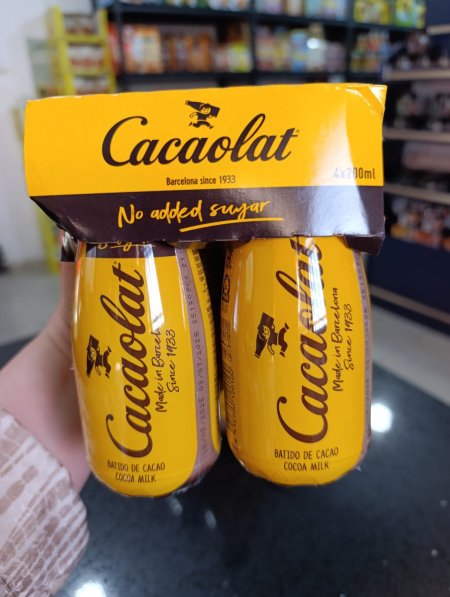 Cacaolat
Barcelona since 1933
4x200ml
No added sugar
Cacaolat
Made in Barcelona
Since 1933
BATIDO DE CACAO
COCOA MILK
Cacaolat
Made in Barcelona
Since 1933
BATIDO DE CACAO
COCOA MILK